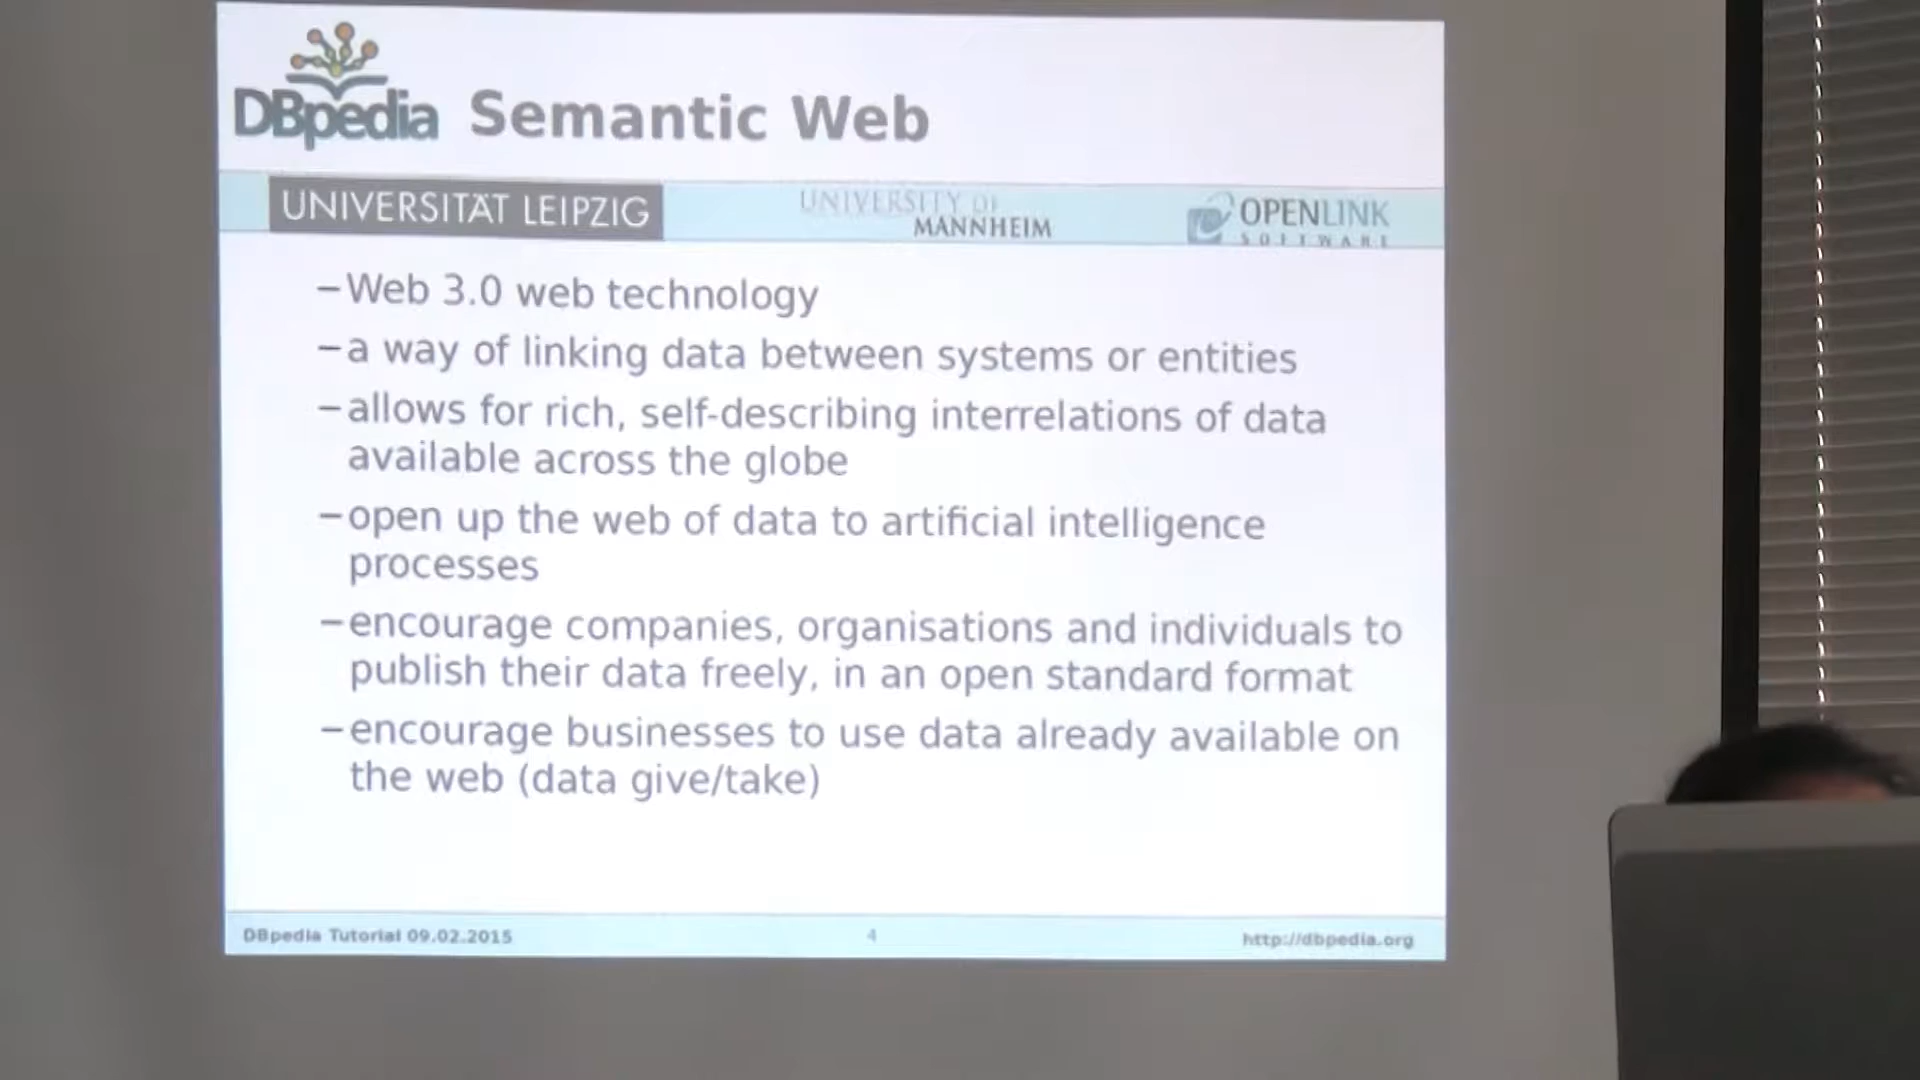 DBpedia Semantic Web
UNIVERSITÄT LEIPZIG
UNIVERSITY OF
MANNHEIM
OPENLINK
SOFTWARE
–Web 3.0 web technology
–a way of linking data between systems or entities
–allows for rich, self-describing interrelations of data
available across the globe
–open up the web of data to artificial intelligence
processes
–encourage companies, organisations and individuals to
publish their data freely, in an open standard format
–encourage businesses to use data already available on
the web (data give/take)
DBpedia Tutorial 09.02.2015
4
http://dbpedia.org